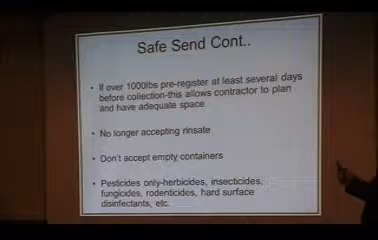 Safe Send Cont..
• If over 1000lbs pre-register at least several days
before collection-this allows contractor to plan
and have adequate space
• No longer accepting rinsate
• Don't accept empty containers
• Pesticides only-herbicides, insecticides,
fungicides, rodenticides, hard surface
disinfectants, etc.